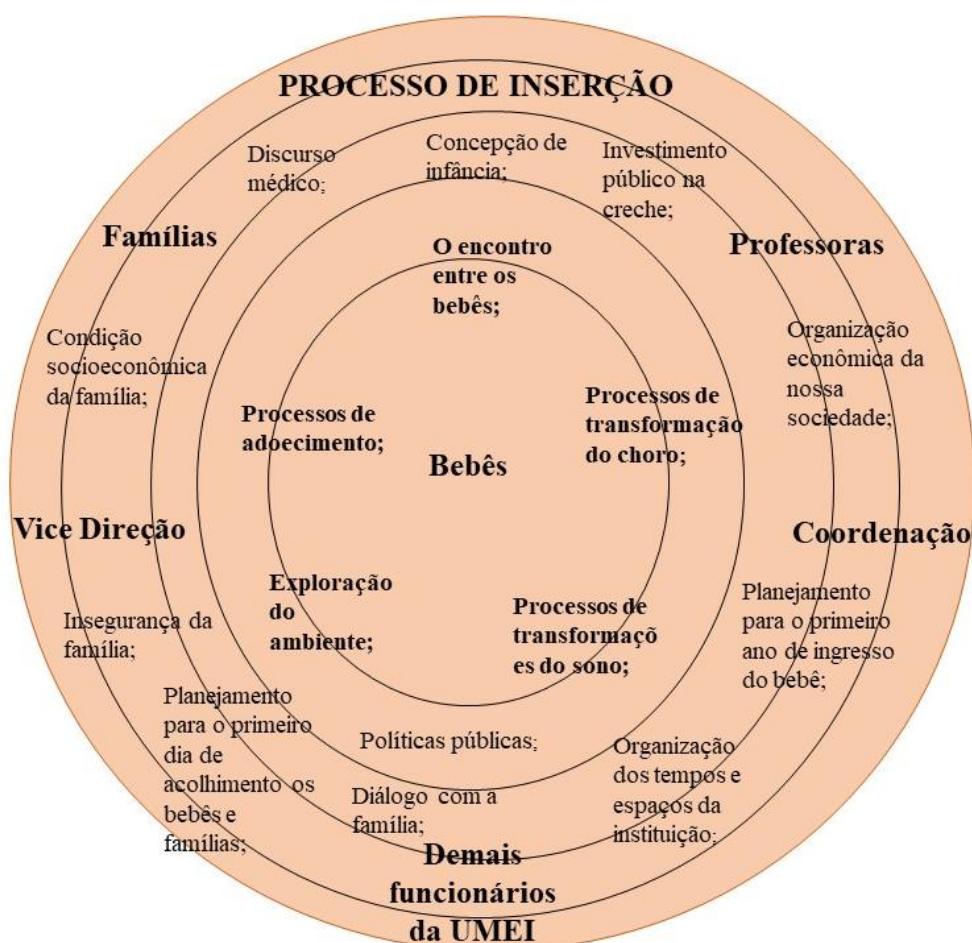 PROCESSO DE INSERÇÃO
Discurso
médico;
Concepção de
infância;
Investimento
público na
creche;
Famílias
Professoras
O encontro
entre os
bebês;
Condição
socioeconômica
da família;
Organização
econômica da
nossa
sociedade;
Processos de
adoecimento;
Processos de
transformação
do choro;
Bebês
Vice Direção
Coordenação
Exploração
do
ambiente;
Processos de
transformaçõ
es do sono;
Insegurança da
família;
Planejamento
para o primeiro
ano de ingresso
do bebê;
Planejamento
para o primeiro
dia de
acolhimento os
bebês e
famílias;
Políticas públicas;
Organização
dos tempos e
espaços da
instituição;
Diálogo com a
família;
Demais
funcionários
da UMEI